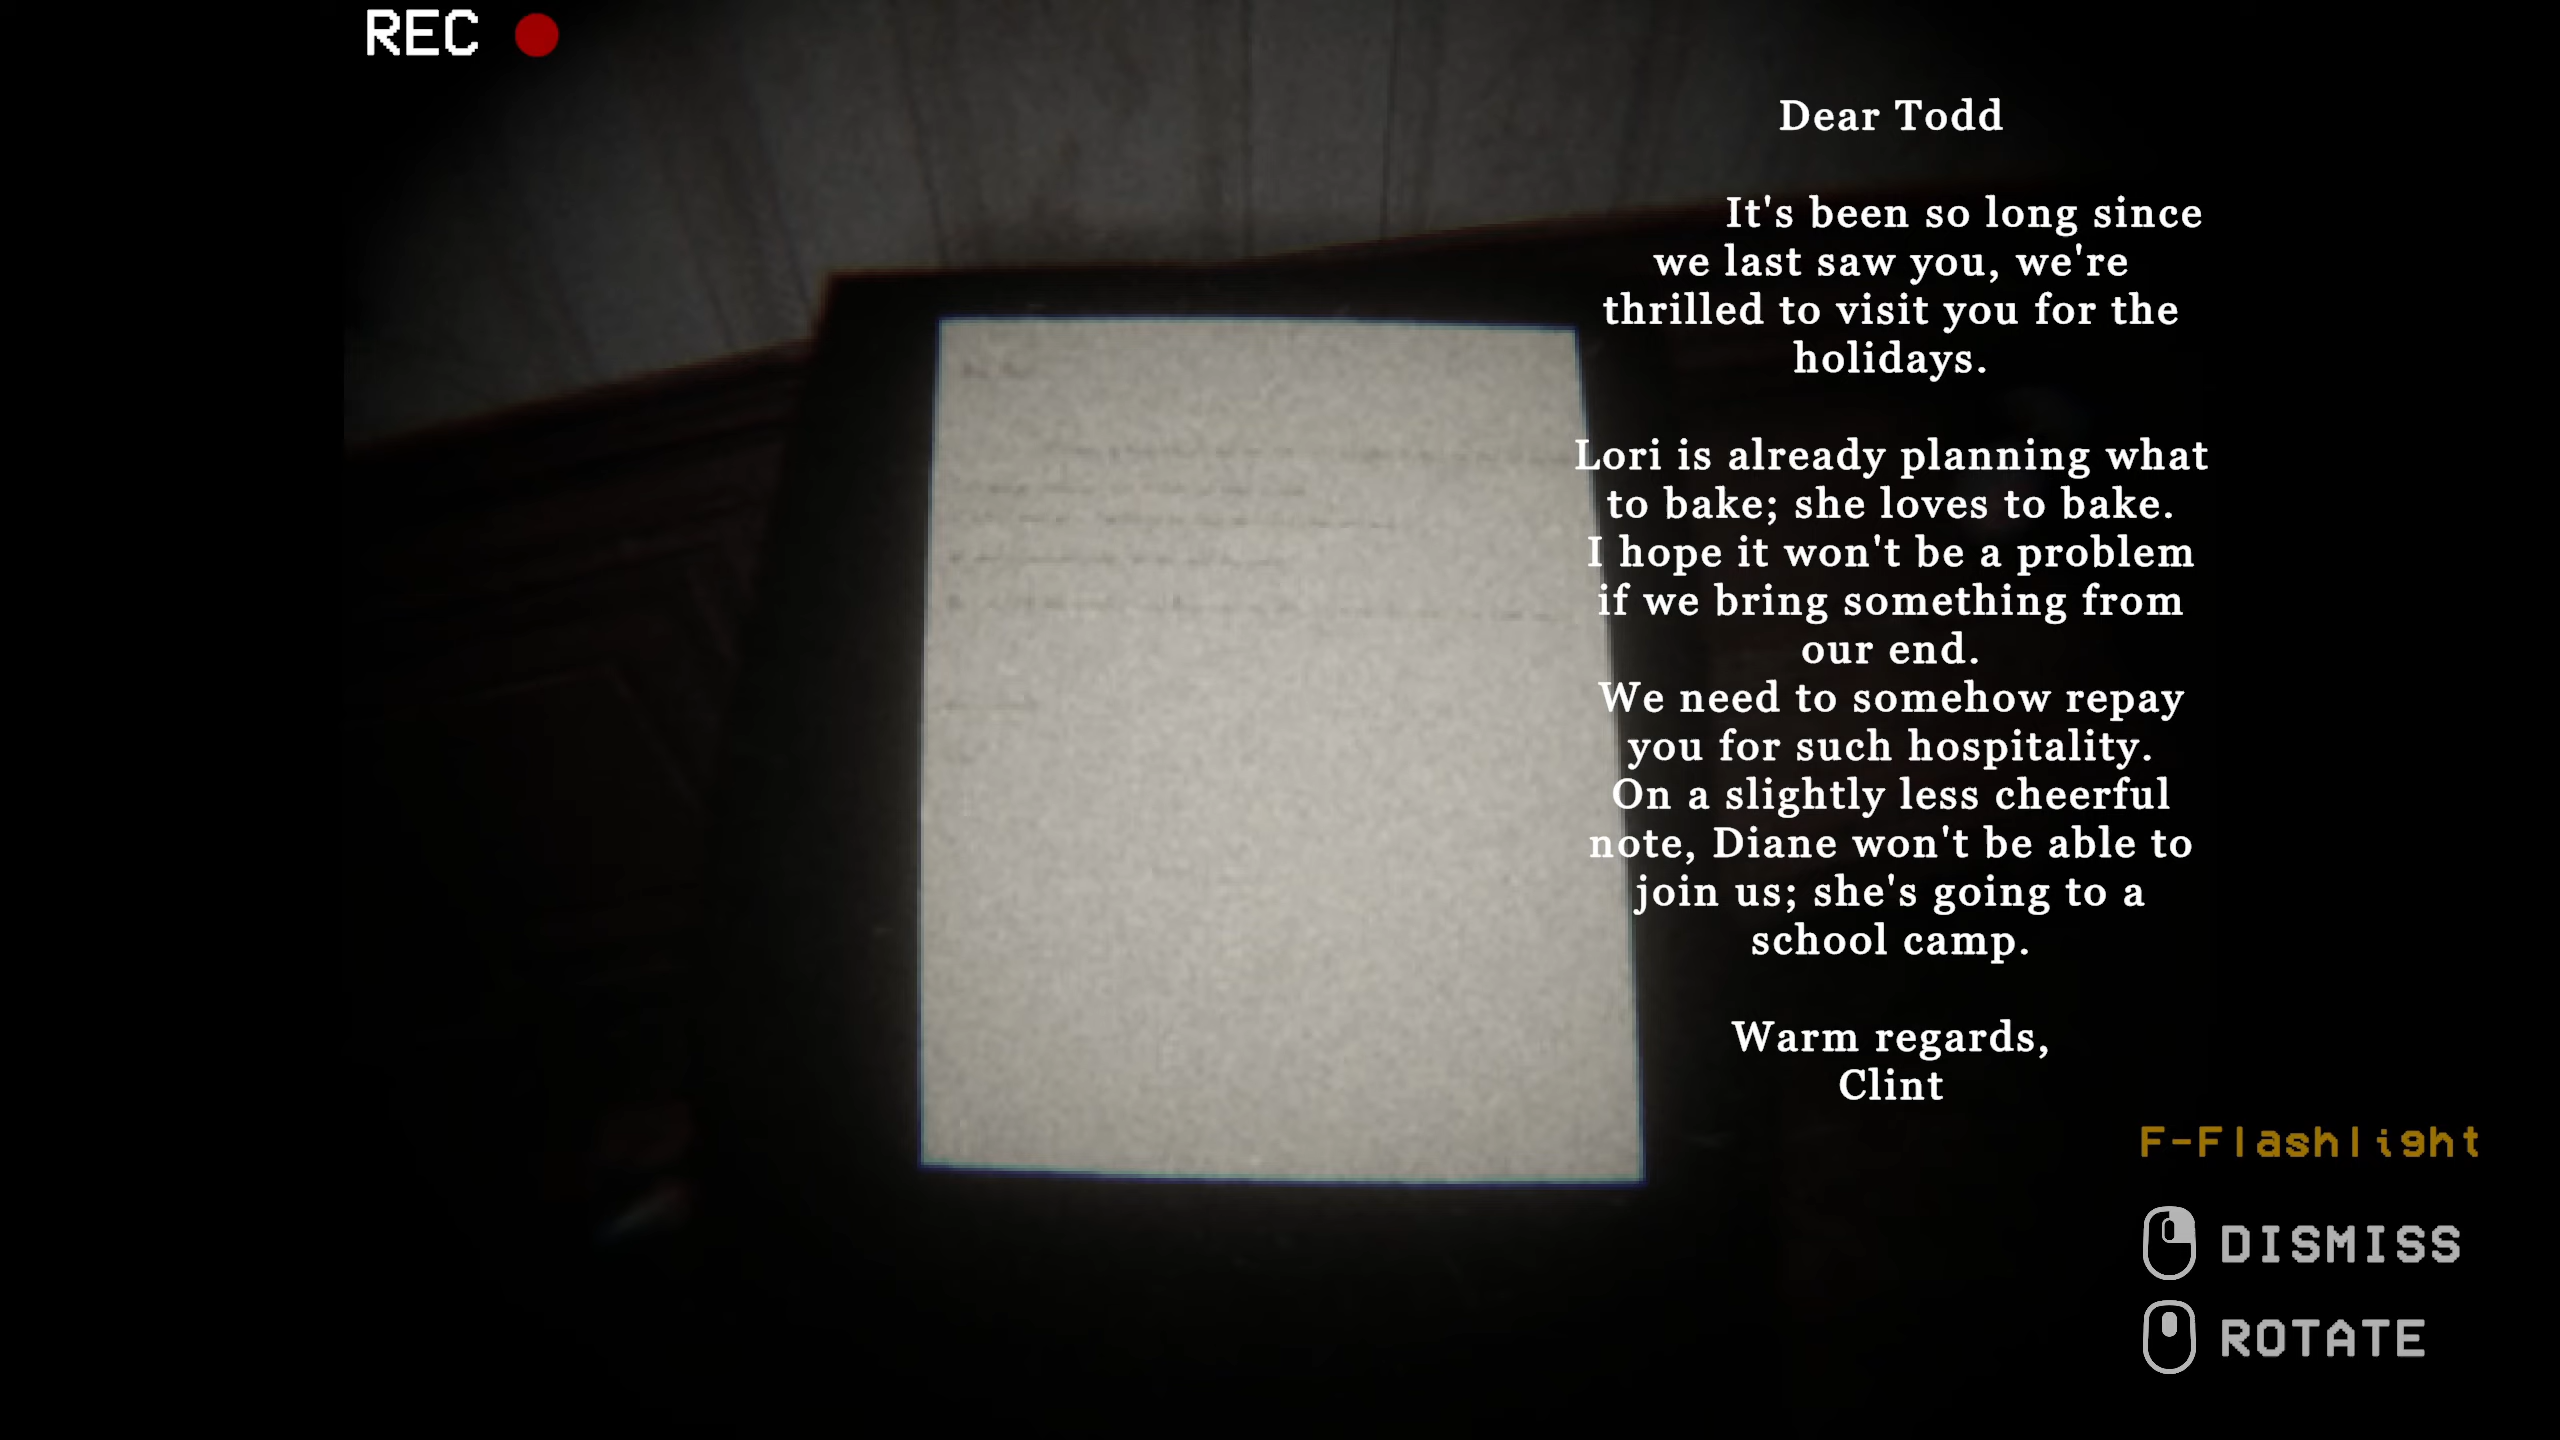 REC
Dear Todd
It's been so long since
we last saw you, we're
thrilled to visit you for the
holidays.
Lori is already planning what
to bake; she loves to bake.
I hope it won't be a problem
if we bring something from
our end.
We need to somehow repay
you for such hospitality.
On a slightly less cheerful
note, Diane won't be able to
join us; she's going to a
school camp.
Warm regards,
Clint
F-Flashlight
DISMISS
ROTATE